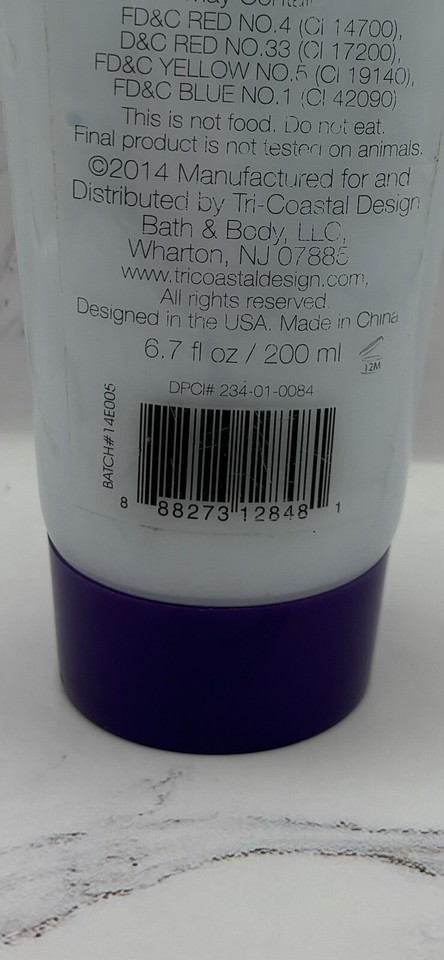 May Contain
FD&C RED NO.4 (CI 14700),
D&C RED NO.33 (CI 17200),
FD&C YELLOW NO.5 (CI 19140),
FD&C BLUE NO.1 (CI 42090)
This is not food. Do not eat.
Final product is not tested on animals.
©2014 Manufactured for and
Distributed by Tri-Coastal Design
Bath & Body, LLC,
Wharton, NJ 07885
www.tricoastaldesign.com,
All rights reserved.
Designed in the USA. Made in China
6.7 fl oz / 200 ml
12M
DPCI# 234-01-0084
BATCH#14E005
8 88273 12848 1